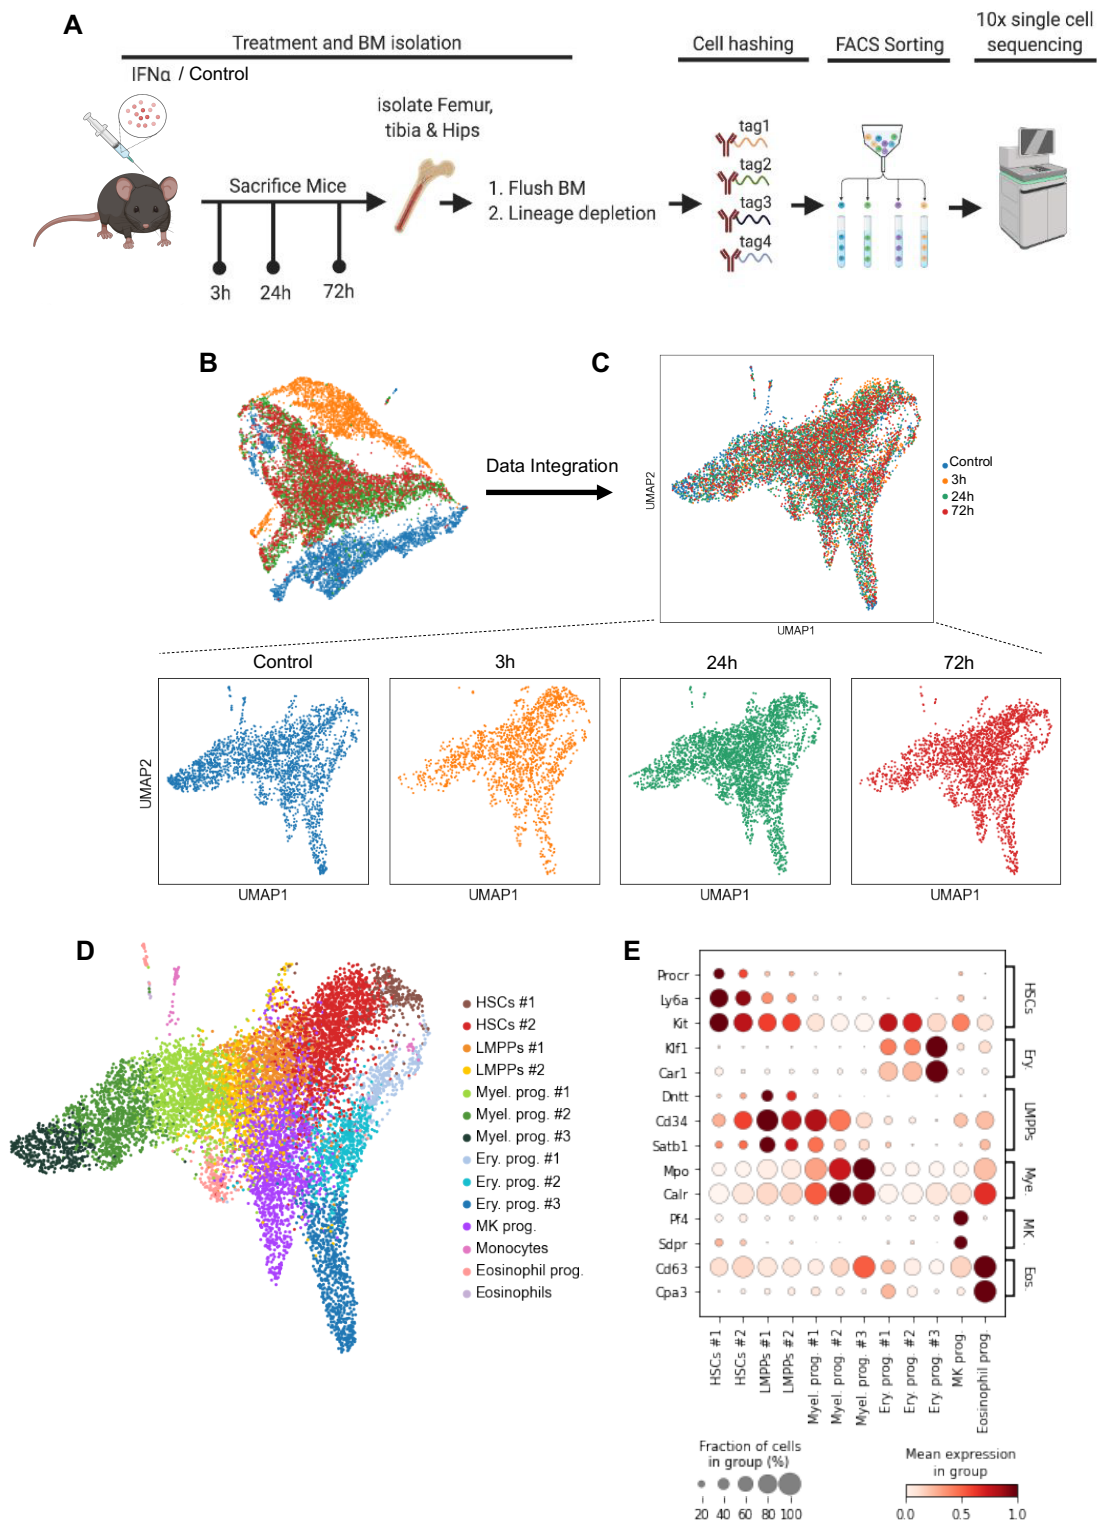 A
Treatment and BM isolation
Cell hashing
FACS Sorting
10x single cell
sequencing
IFNα / Control
isolate Femur,
tibia & Hips
Sacrifice Mice
3h
24h
72h
1. Flush BM
2. Lineage depletion
tag1
tag2
tag3
tag4
B
Data Integration
C
UMAP2
UMAP1
Control
3h
24h
72h
Control
3h
24h
72h
UMAP2
UMAP1
UMAP1
UMAP1
UMAP1
D
HSCs #1
HSCs #2
LMPPs #1
LMPPs #2
Myel. prog. #1
Myel. prog. #2
Myel. prog. #3
Ery. prog. #1
Ery. prog. #2
Ery. prog. #3
MK prog.
Monocytes
Eosinophil prog.
Eosinophils
E
Procr
Ly6a
Kit
Klf1
Car1
Dntt
Cd34
Satb1
Mpo
Calr
Pf4
Sdpr
Cd63
Cpa3
HSCs
Ery.
LMPPs
Mye.
MK .
Eos.
HSCs #1
HSCs #2
LMPPs #1
LMPPs #2
Myel. prog. #1
Myel. prog. #2
Myel. prog. #3
Ery. prog. #1
Ery. prog. #2
Ery. prog. #3
MK prog.
Eosinophil prog.
Fraction of cells
in group (%)
20 40 60 80 100
Mean expression
in group
0.0 0.5 1.0